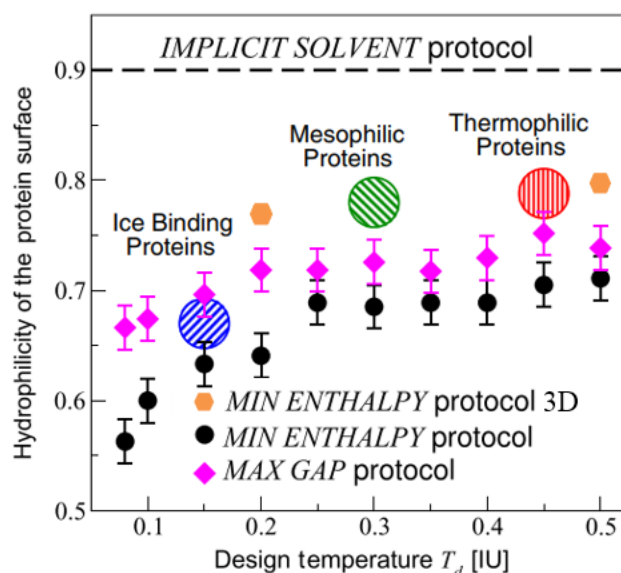 IMPLICIT SOLVENT protocol
0.9
Mesophilic
Proteins
Thermophilic
Proteins
0.8
Ice Binding
Proteins
0.7
0.6
MIN ENTHALPY protocol 3D
MIN ENTHALPY protocol
MAX GAP protocol
0.5
0.1 0.2 0.3 0.4 0.5
Design temperature T_d [IU]
Hydrophilicity of the protein surface